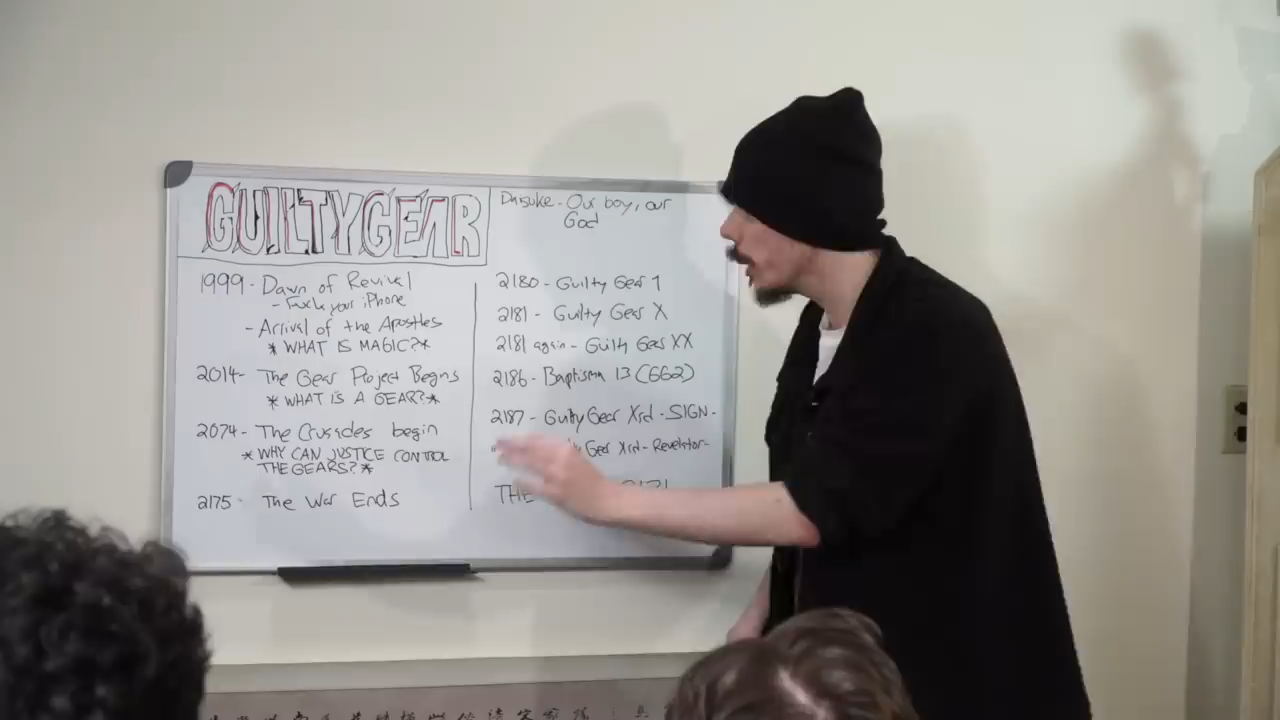 GUILTY GEAR
Daisuke - Our boy, our
God
1999 - Dawn of Revival
- Fuck your iPhone
- Arrival of the Apostles
* WHAT IS MAGIC? *
2014 - The Gear Project Begins
* WHAT IS A GEAR? *
2074 - The Crusades begin
* WHY CAN JUSTICE CONTROL
THE GEARS? *
2175 - The War Ends
2180 - Guilty Gear 1
2181 - Guilty Gear X
2181 again - Guilty Gear XX
2186 - Baptisma 13 (GG2)
2187 - Guilty Gear Xrd - SIGN -
Gear Xrd - Revelator -
THE